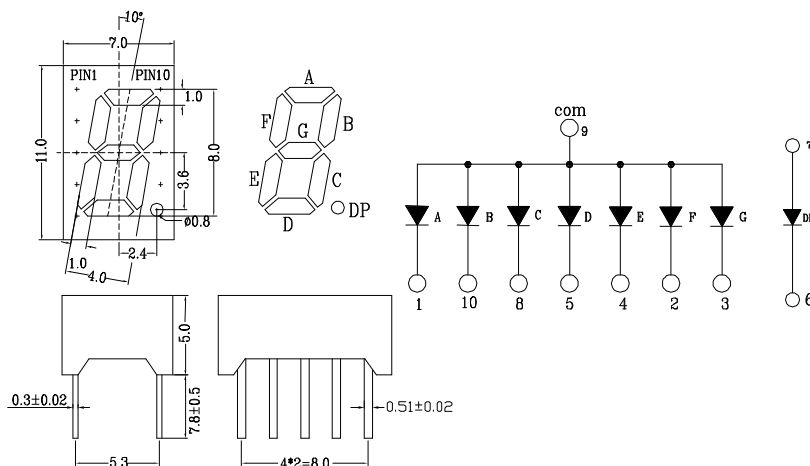 10°
7.0
PIN1 PIN10
1.0
11.0
8.0
3.6
ø0.8
2.4
1.0
4.0
A
F
B
G
E
C
D
DP
com
9
A B C D E F G
1 10 8 5 4 2 3
6
5.0
0.3±0.02
7.8±0.5
5.3
0.51±0.02
4*2=8.0